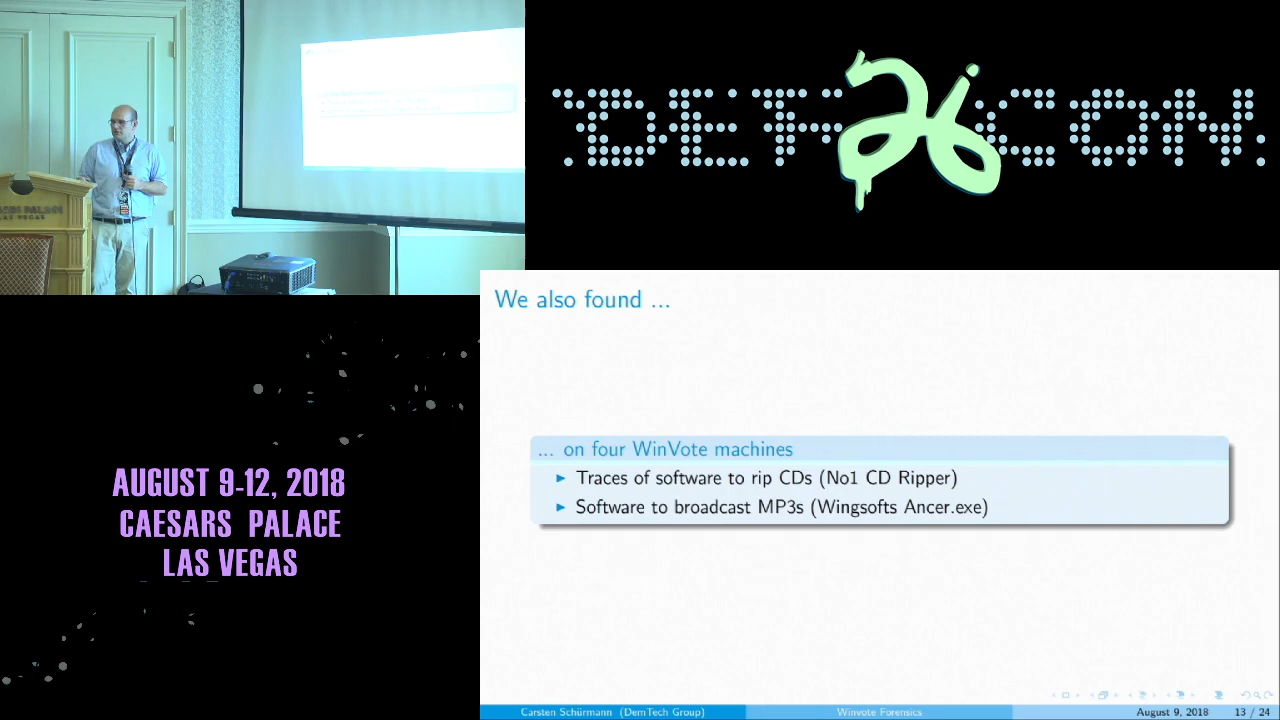 DEF 26 CON
We also found ...
... on four WinVote machines
► Traces of software to rip CDs (No1 CD Ripper)
► Software to broadcast MP3s (Wingsofts Ancer.exe)
AUGUST 9-12, 2018
CAESARS PALACE
LAS VEGAS
Carsten Schürmann (DemTech Group) Winvote Forensics August 9, 2018 13 / 24